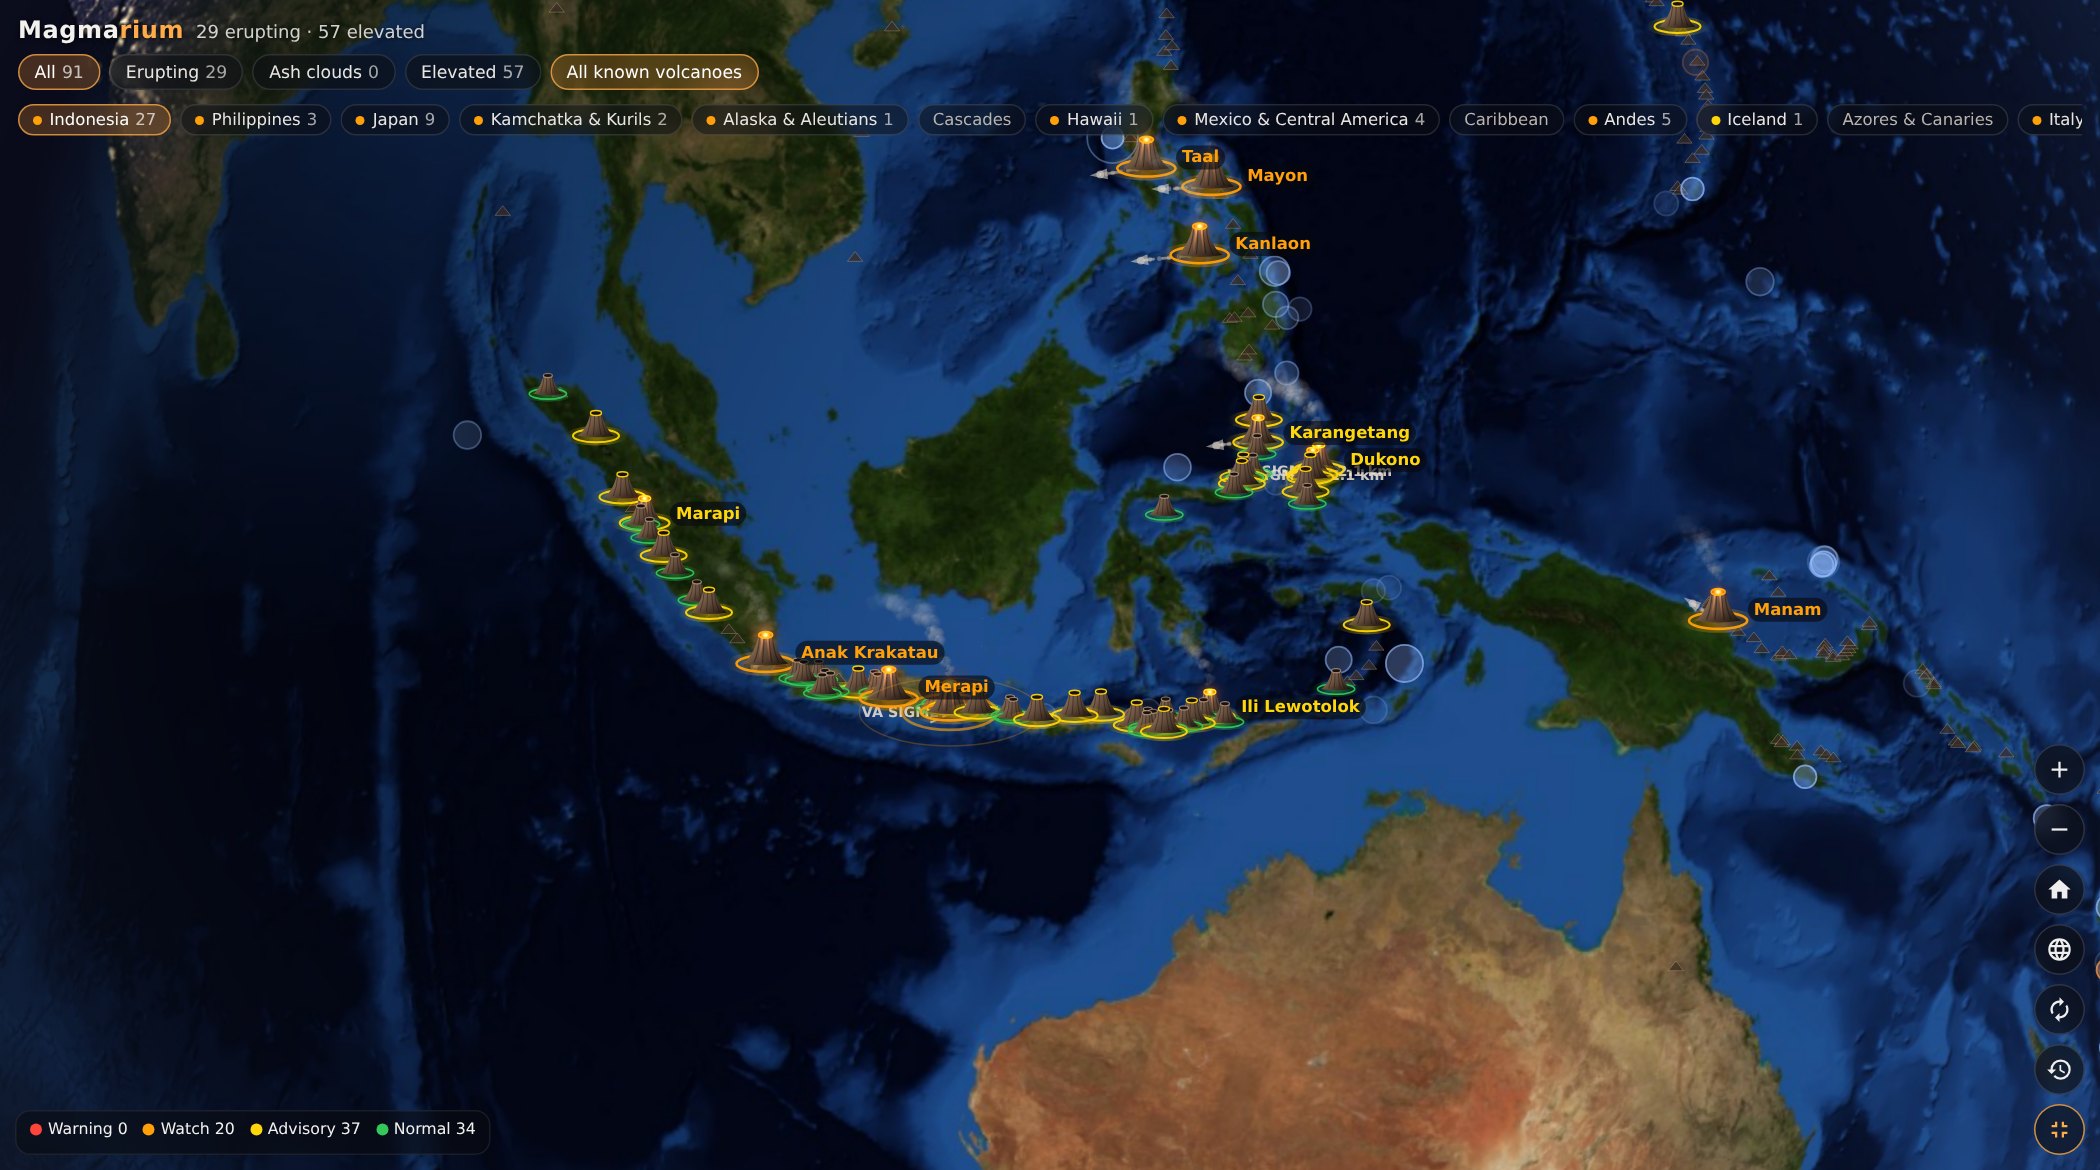 Magmarium 29 erupting · 57 elevated
All 91 Erupting 29 Ash clouds 0 Elevated 57 All known volcanoes
Indonesia 27 Philippines 3 Japan 9 Kamchatka & Kurils 2 Alaska & Aleutians 1 Cascades Hawaii 1 Mexico & Central America 4 Caribbean Andes 5 Iceland 1 Azores & Canaries Italy
Taal
Mayon
Kanlaon
Karangetang
Dukono
Marapi
Manam
Anak Krakatau
Merapi
Ili Lewotolok
Warning 0 Watch 20 Advisory 37 Normal 34